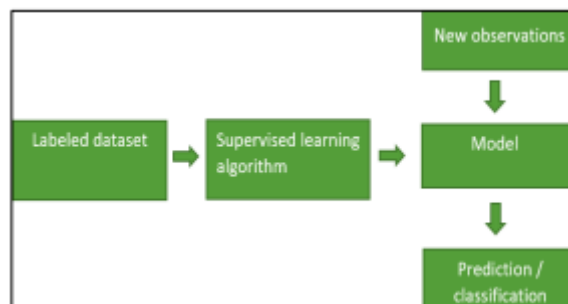 New observations
Labeled dataset
Supervised learning
algorithm
Model
Prediction /
classification